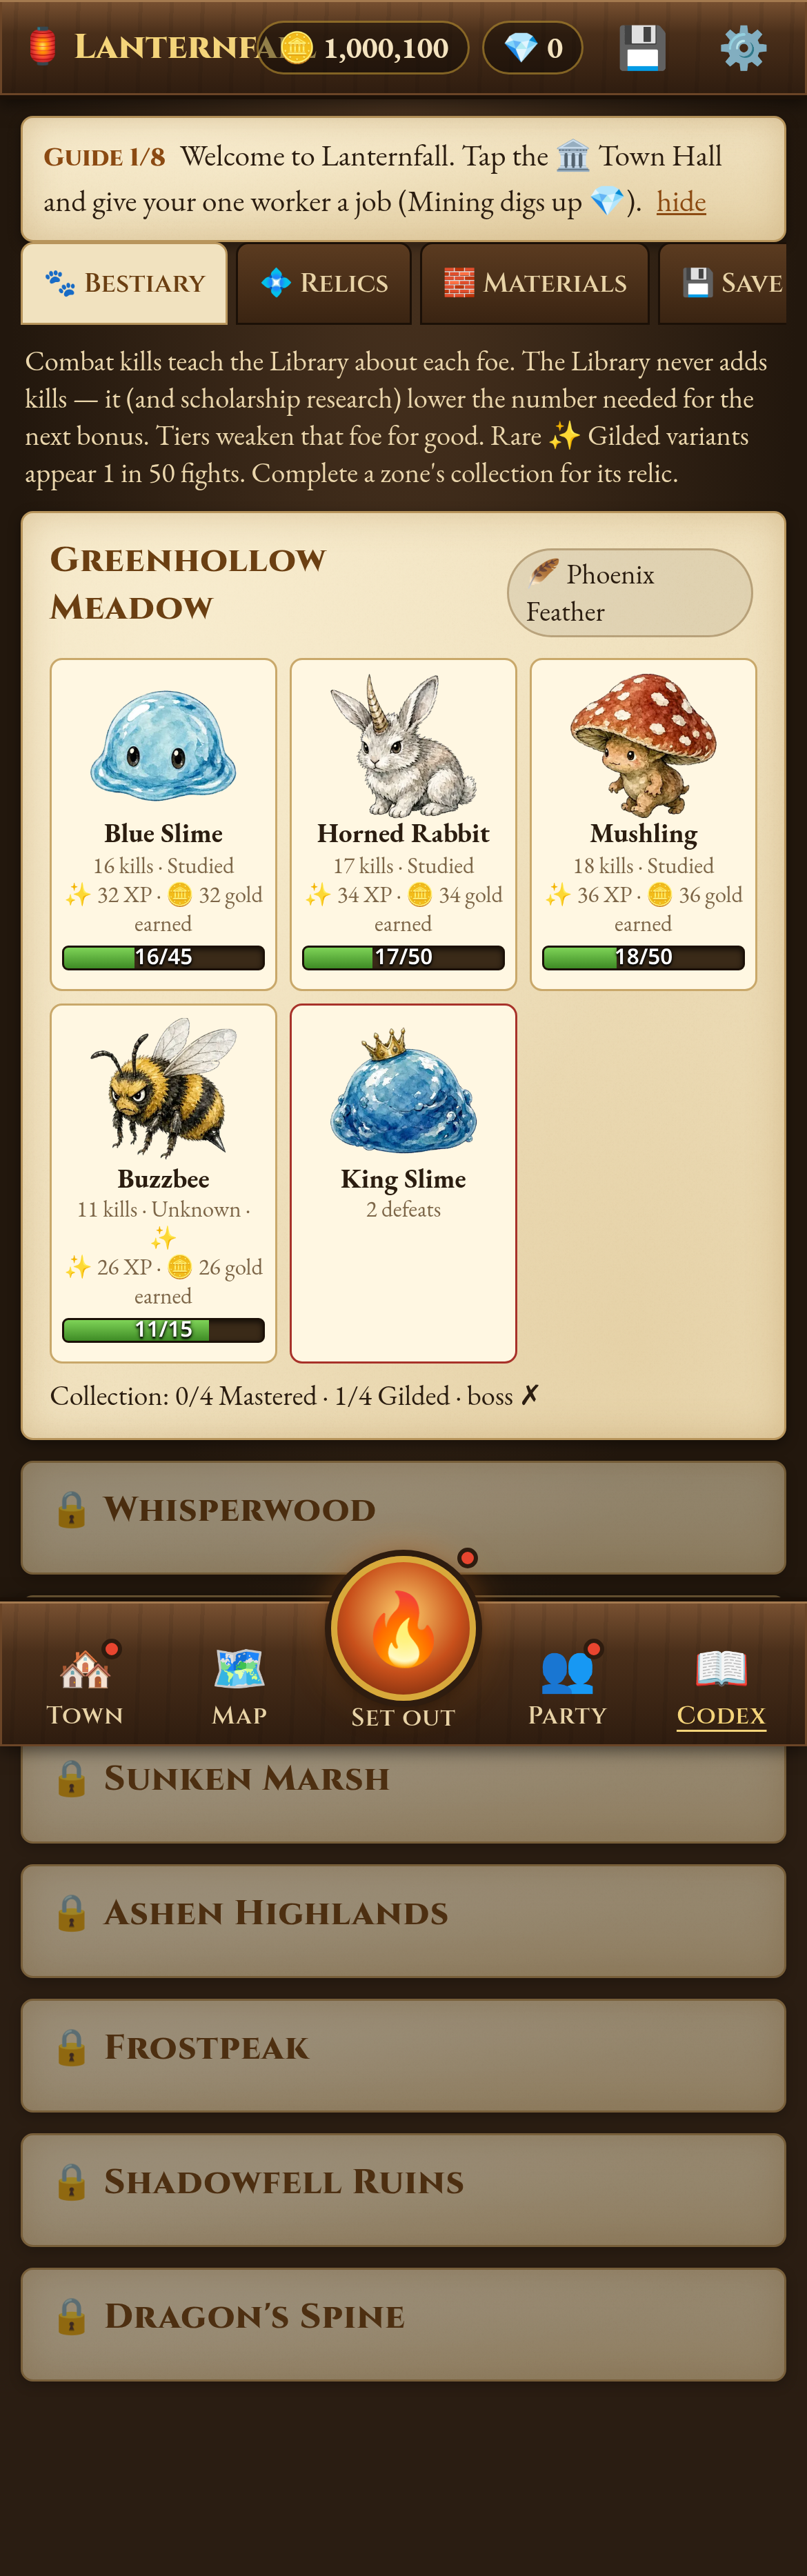 LANTERNFALL 1,000,100 0
GUIDE 1/8 Welcome to Lanternfall. Tap the Town Hall
and give your one worker a job (Mining digs up 💎). hide
BESTIARY RELICS MATERIALS SAVE
Combat kills teach the Library about each foe. The Library never adds
kills — it (and scholarship research) lower the number needed for the
next bonus. Tiers weaken that foe for good. Rare ✨ Gilded variants
appear 1 in 50 fights. Complete a zone's collection for its relic.
GREENHOLLOW
MEADOW
Phoenix
Feather
Blue Slime
16 kills · Studied
✨ 32 XP · 🪙 32 gold
earned
16/45
Horned Rabbit
17 kills · Studied
✨ 34 XP · 🪙 34 gold
earned
17/50
Mushling
18 kills · Studied
✨ 36 XP · 🪙 36 gold
earned
18/50
Buzzbee
11 kills · Unknown ·
✨
✨ 26 XP · 🪙 26 gold
earned
11/15
King Slime
2 defeats
Collection: 0/4 Mastered · 1/4 Gilded · boss ✗
WHISPERWOOD
TOWN MAP SET OUT PARTY CODEX
SUNKEN MARSH
ASHEN HIGHLANDS
FROSTPEAK
SHADOWFELL RUINS
DRAGON'S SPINE